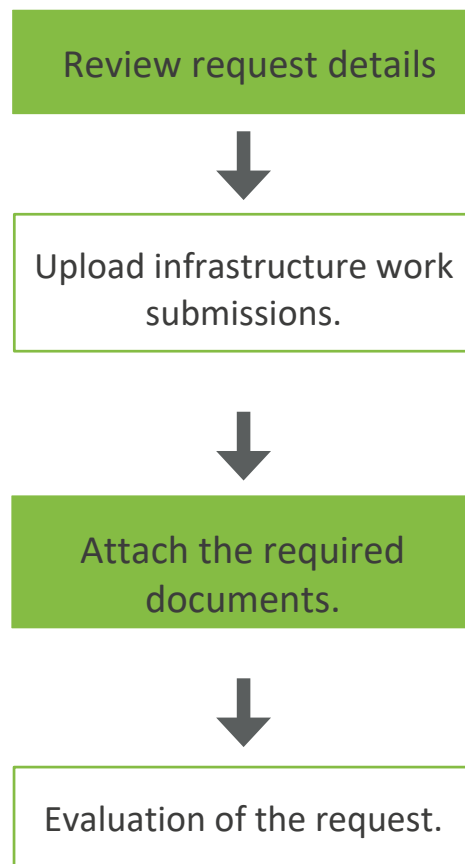 Review request details
Upload infrastructure work
submissions.
Attach the required
documents.
Evaluation of the request.